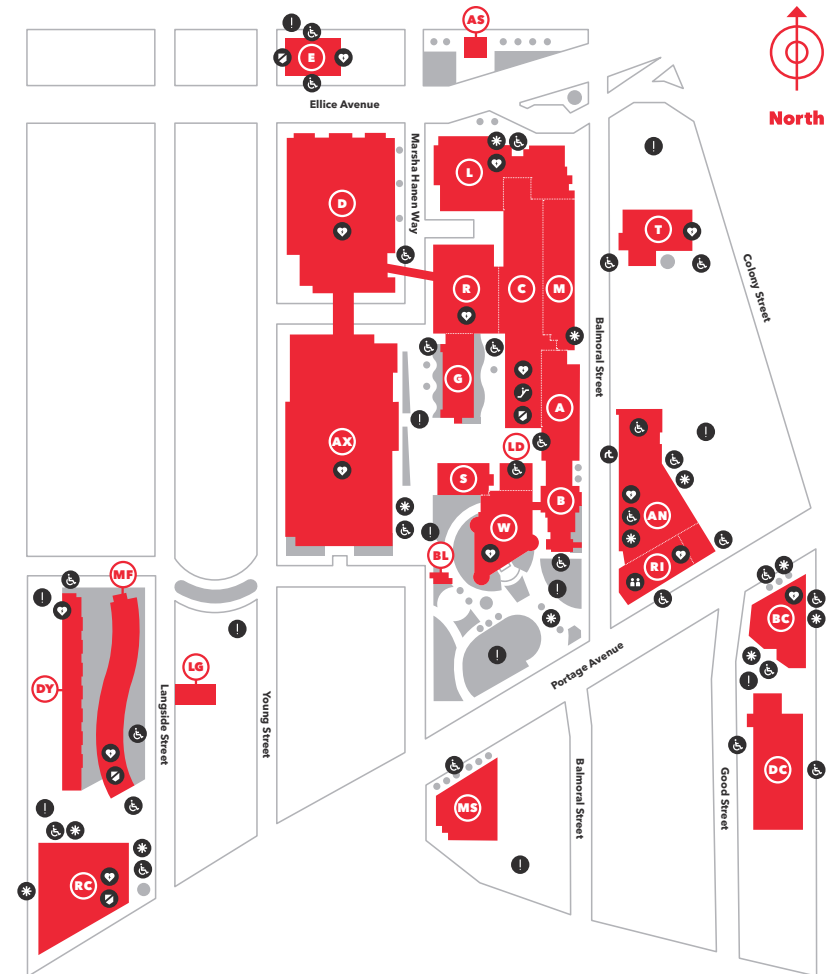 AS
E
Ellice Avenue
North
Marsha Hanen Way
L
D
T
Colony Street
R
C
M
Balmoral Street
G
A
AX
LD
S
B
W
AN
BL
RI
MF
BC
LG
DY
Langside Street
Young Street
Portage Avenue
DC
MS
Balmoral Street
Good Street
RC